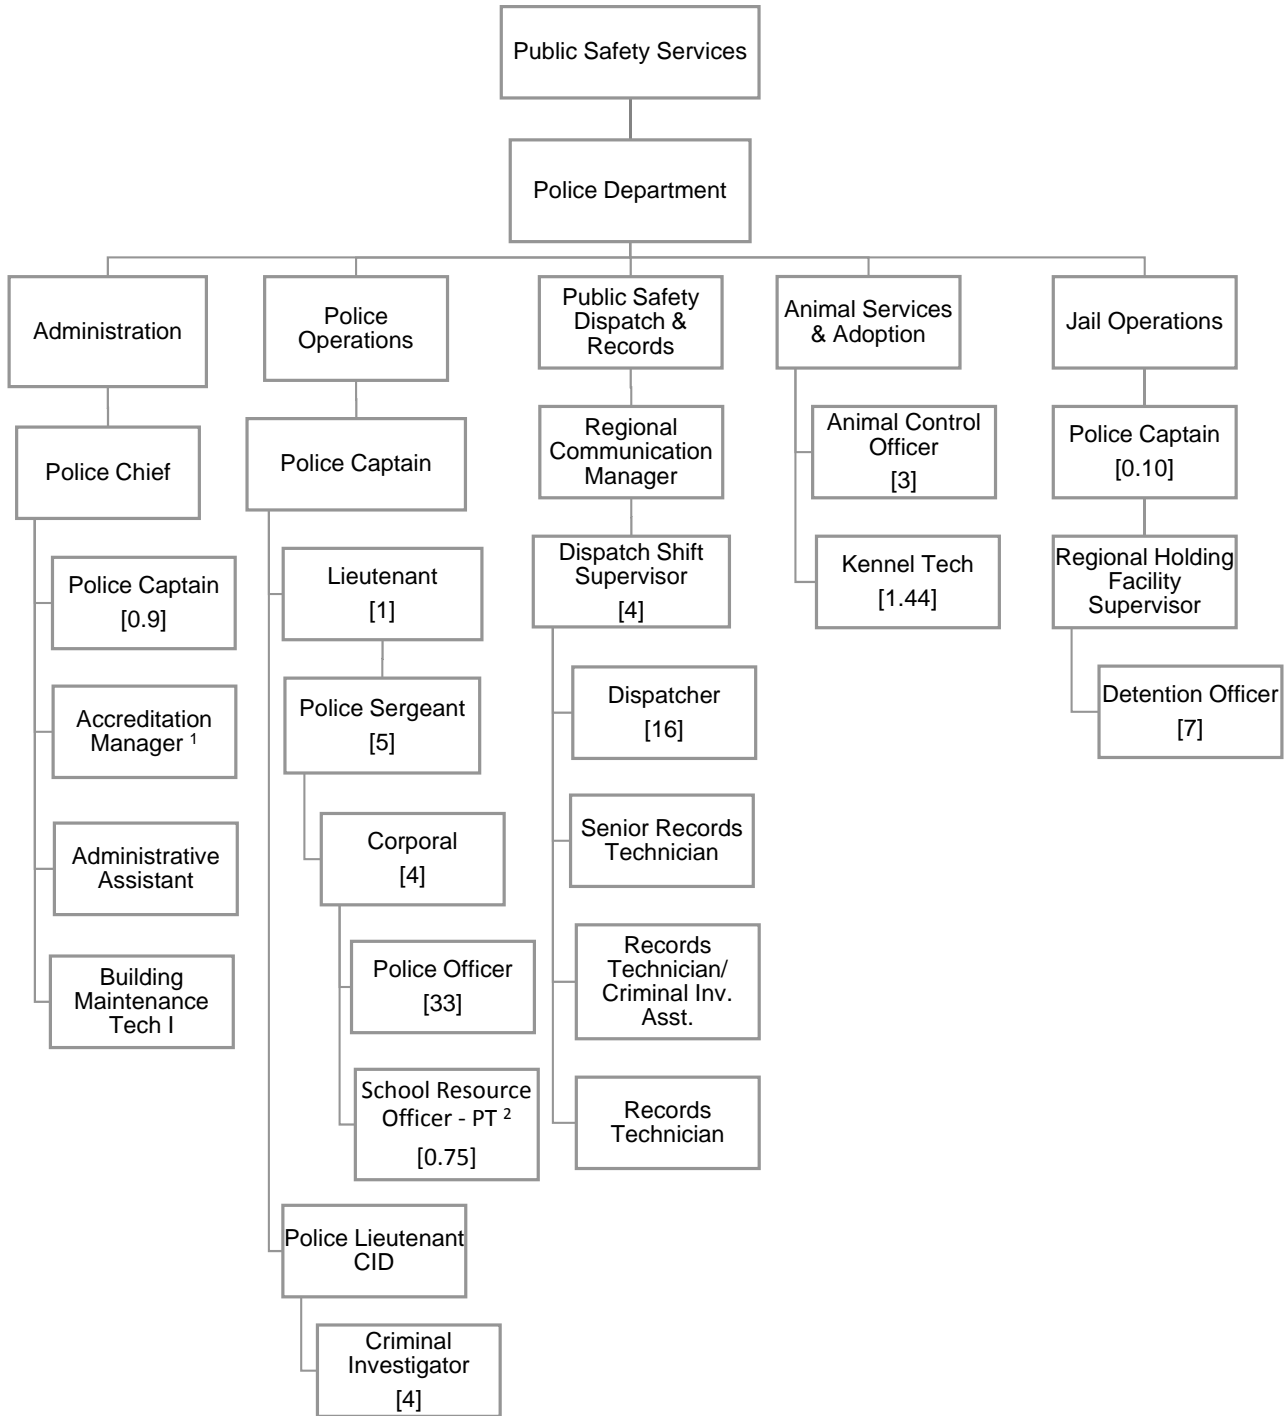 Public Safety Services
Police Department
Administration
Police Chief
Police Captain
[0.9]
Accreditation
Manager ¹
Administrative
Assistant
Building
Maintenance
Tech I
Police
Operations
Police Captain
Lieutenant
[1]
Police Sergeant
[5]
Corporal
[4]
Police Officer
[33]
School Resource
Officer - PT ²
[0.75]
Police Lieutenant
CID
Criminal
Investigator
[4]
Public Safety
Dispatch &
Records
Regional
Communication
Manager
Dispatch Shift
Supervisor
[4]
Dispatcher
[16]
Senior Records
Technician
Records
Technician/
Criminal Inv.
Asst.
Records
Technician
Animal Services
& Adoption
Animal Control
Officer
[3]
Kennel Tech
[1.44]
Jail Operations
Police Captain
[0.10]
Regional Holding
Facility
Supervisor
Detention Officer
[7]